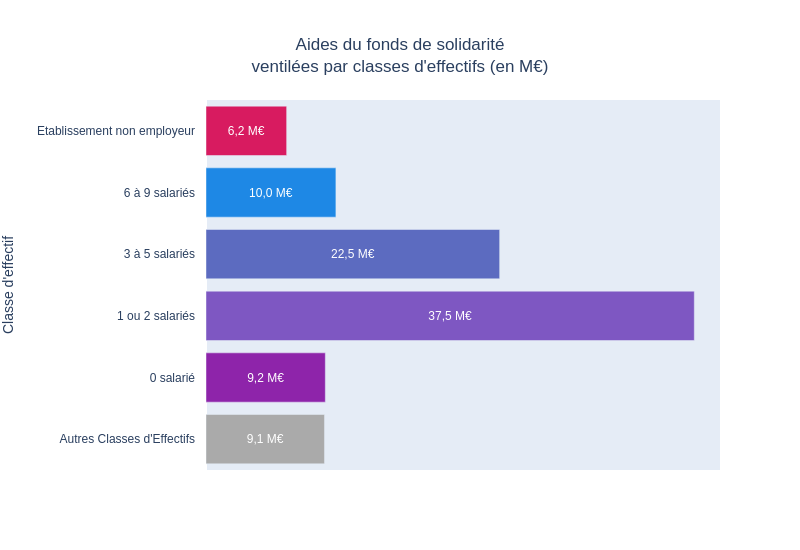 Aides du fonds de solidarité
ventilées par classes d'effectifs (en M€)
Classe d'effectif
Etablissement non employeur
6,2 M€
6 à 9 salariés
10,0 M€
3 à 5 salariés
22,5 M€
1 ou 2 salariés
37,5 M€
0 salarié
9,2 M€
Autres Classes d'Effectifs
9,1 M€